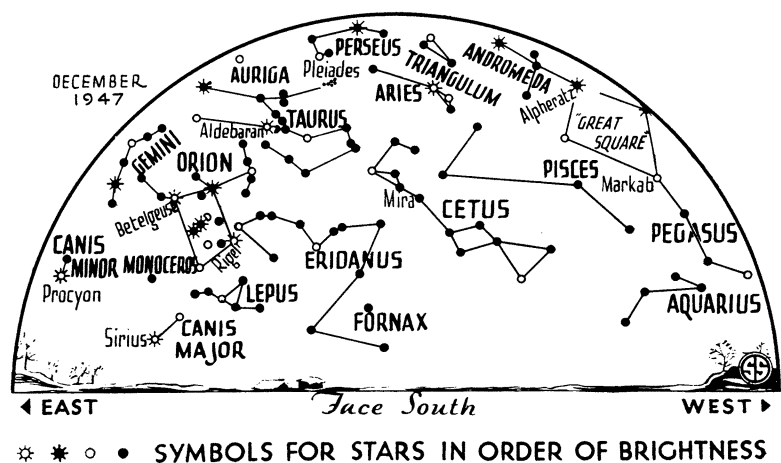 PERSEUS
ANDROMEDA
Pleiades
TRIANGULUM
AURIGA
DECEMBER
1947
ARIES
Alpheratz
TAURUS
Aldebaran
"GREAT
SQUARE"
GEMINI
ORION
PISCES
Markab
Mira
Betelgeuse
CETUS
PEGASUS
CANIS
MINOR
MONOCEROS
Rigel
ERIDANUS
Procyon
LEPUS
AQUARIUS
FORNAX
Sirius
CANIS
MAJOR
SS
EAST
Face South
WEST
SYMBOLS FOR STARS IN ORDER OF BRIGHTNESS